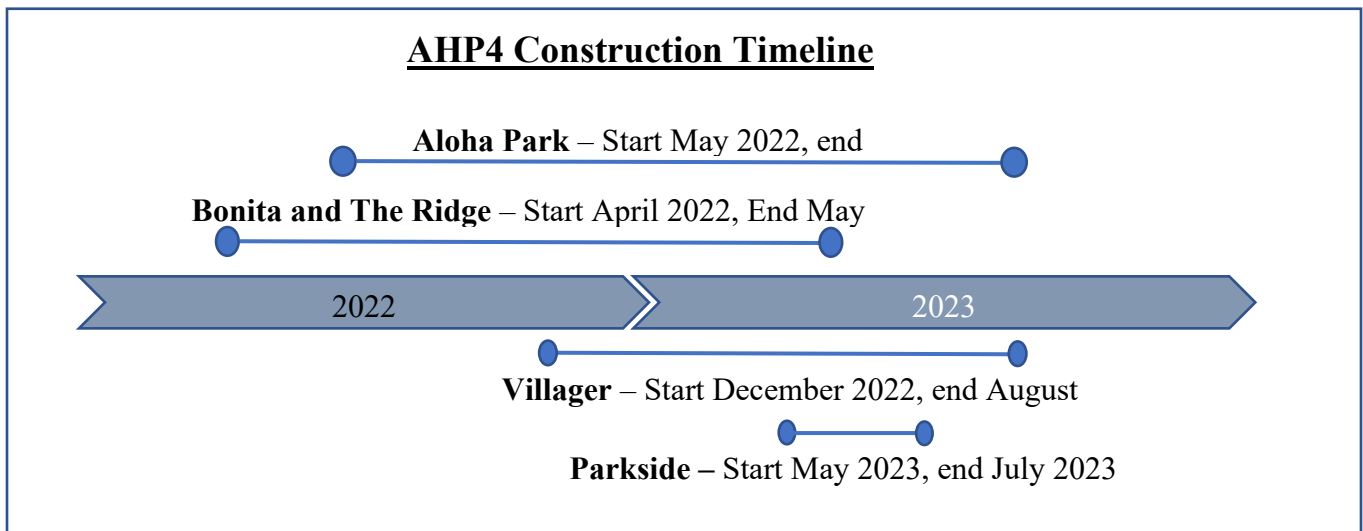 AHP4 Construction Timeline
Aloha Park – Start May 2022, end
Bonita and The Ridge – Start April 2022, End May
2022
2023
Villager – Start December 2022, end August
Parkside – Start May 2023, end July 2023